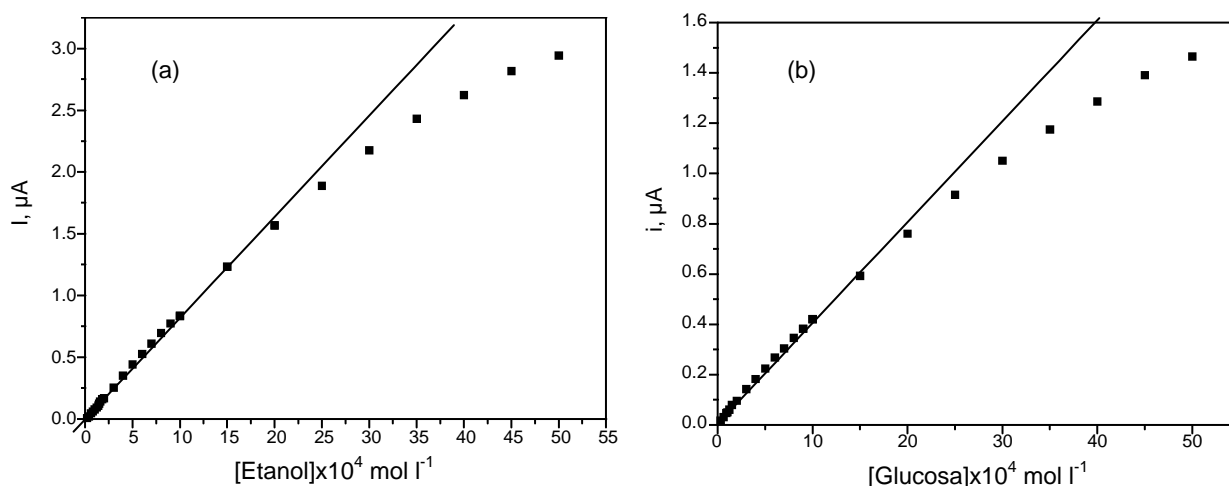 (a)
I, µA
3.0
2.5
2.0
1.5
1.0
0.5
0.0
0 5 10 15 20 25 30 35 40 45 50 55
[Etanol]x10⁴ mol l⁻¹
(b)
i, µA
1.6
1.4
1.2
1.0
0.8
0.6
0.4
0.2
0.0
0 10 20 30 40 50
[Glucosa]x10⁴ mol l⁻¹